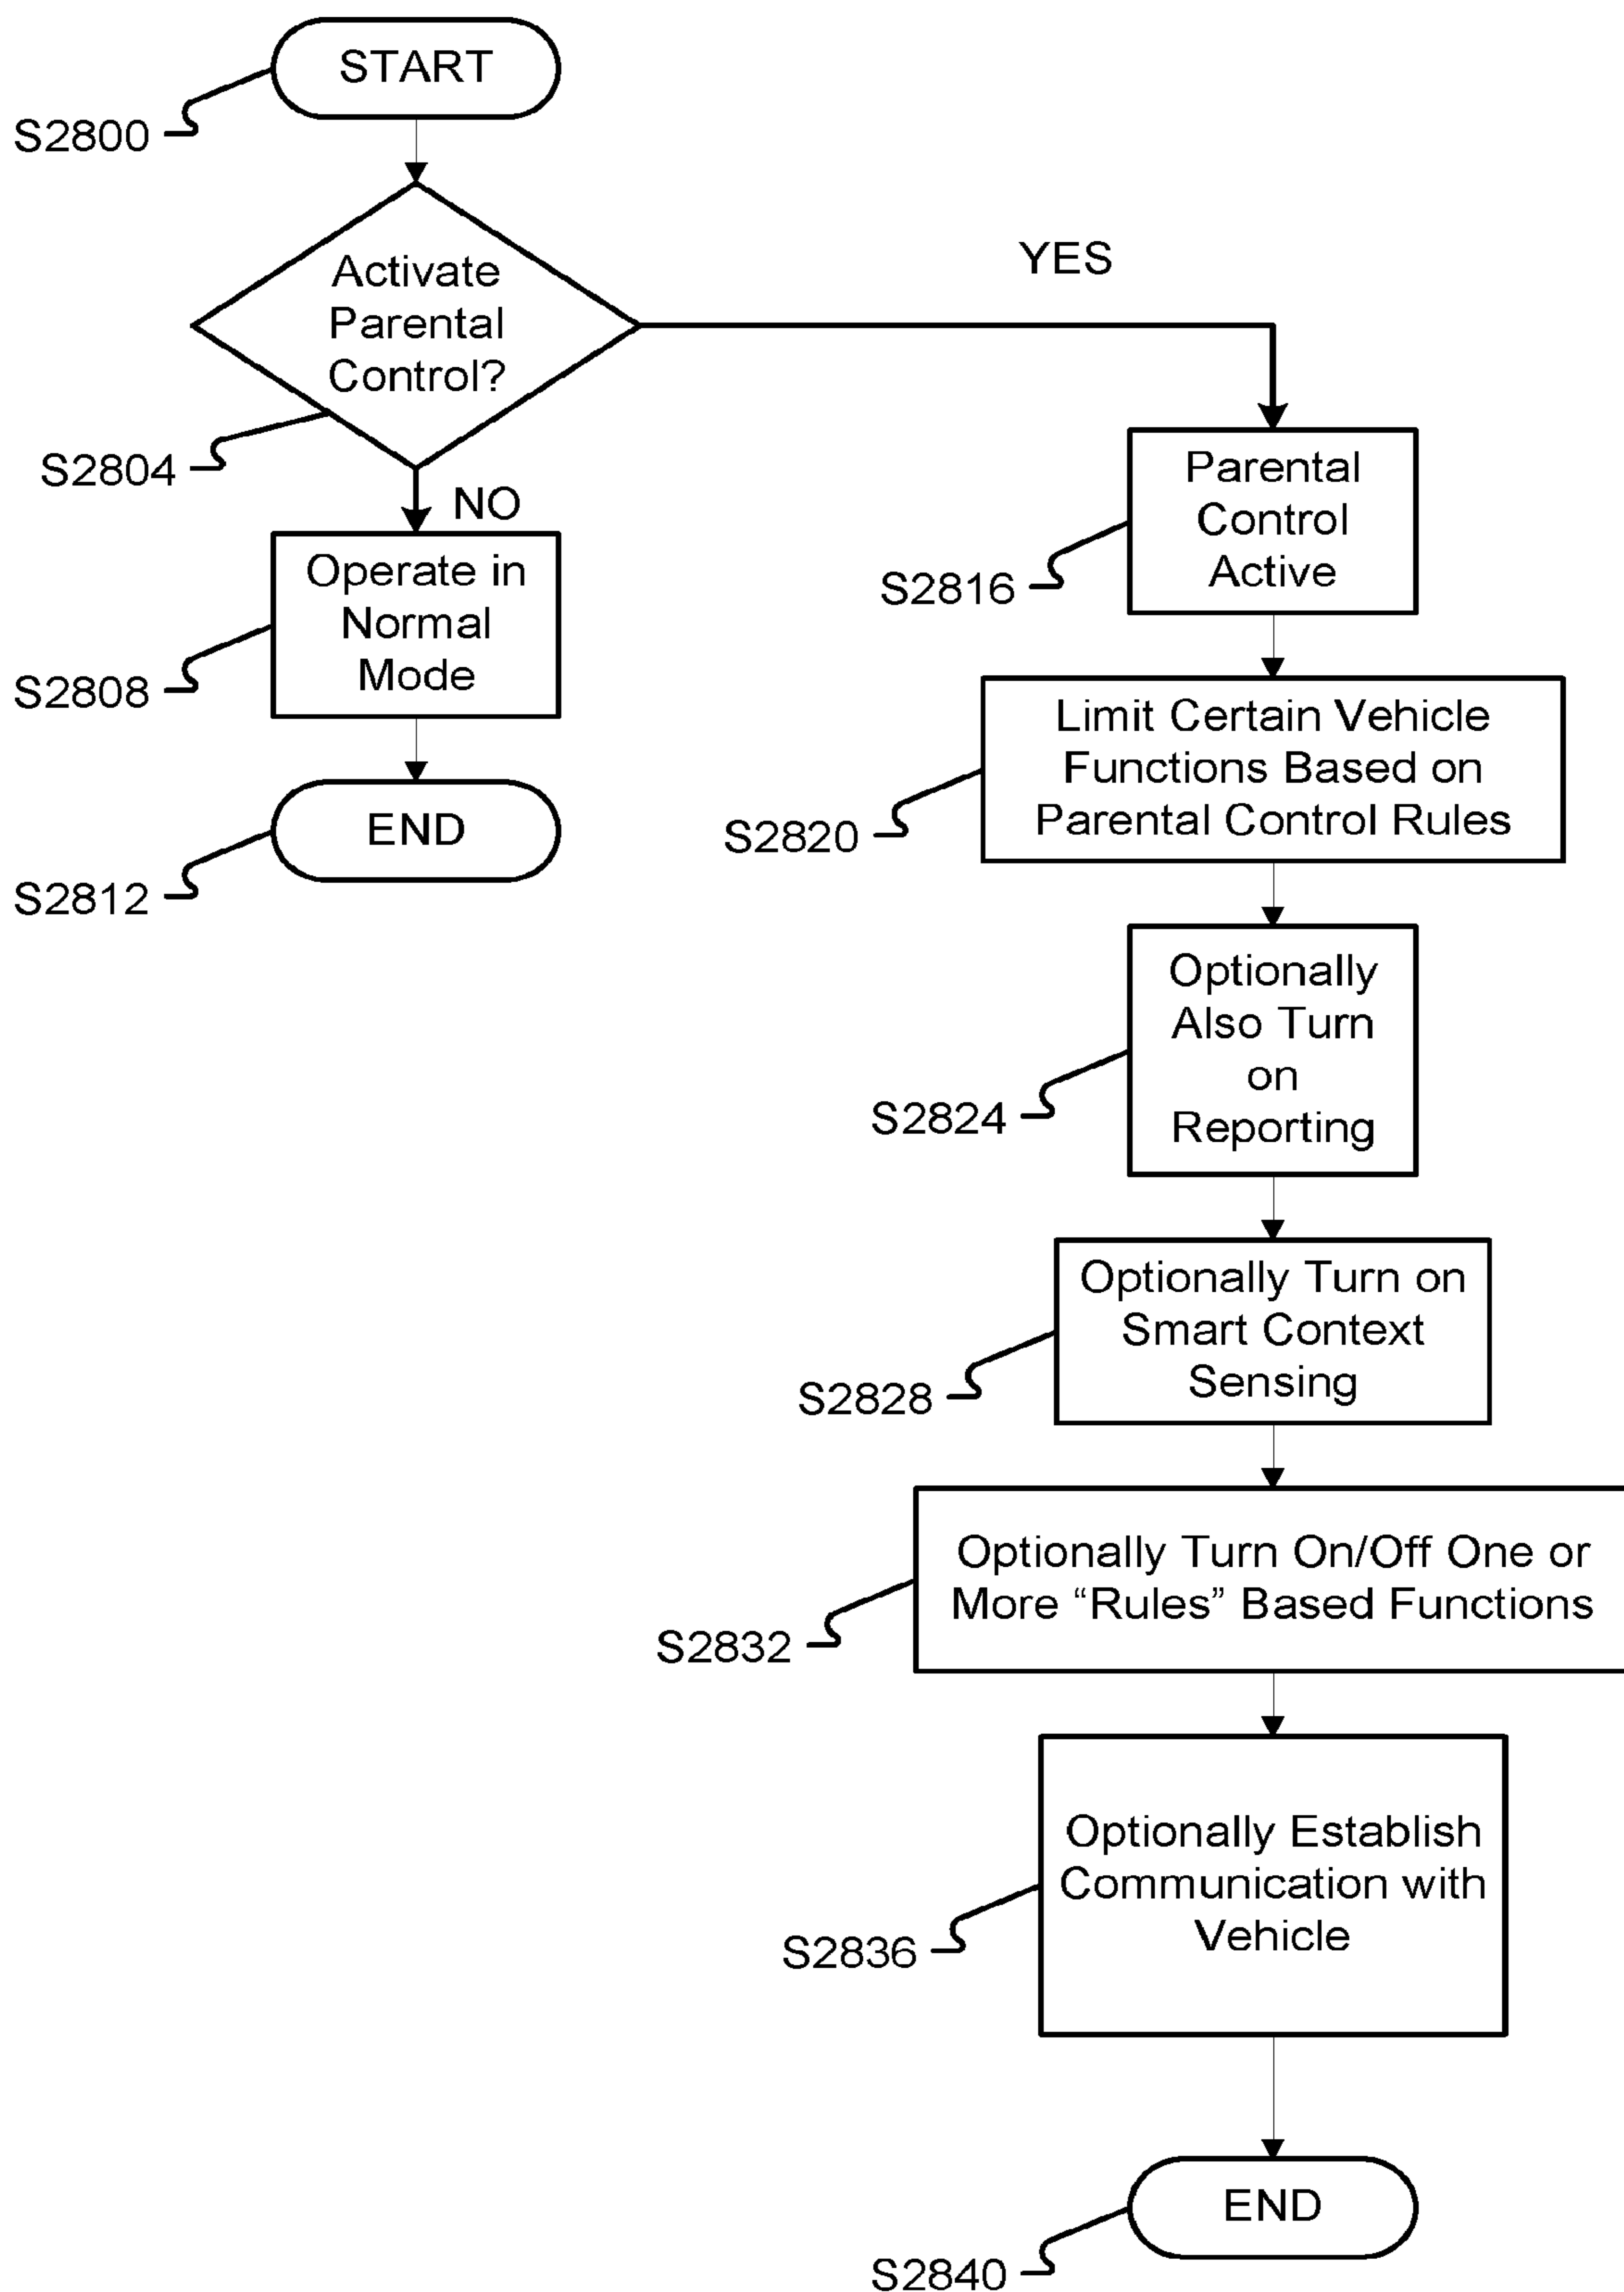 START
S2800
Activate
Parental
Control?
YES
S2804
NO
Operate in
Normal
Mode
S2808
END
S2812
Parental
Control
Active
S2816
Limit Certain Vehicle
Functions Based on
Parental Control Rules
S2820
Optionally
Also Turn
on
Reporting
S2824
Optionally Turn on
Smart Context
Sensing
S2828
Optionally Turn On/Off One or
More “Rules” Based Functions
S2832
Optionally Establish
Communication with
Vehicle
S2836
END
S2840